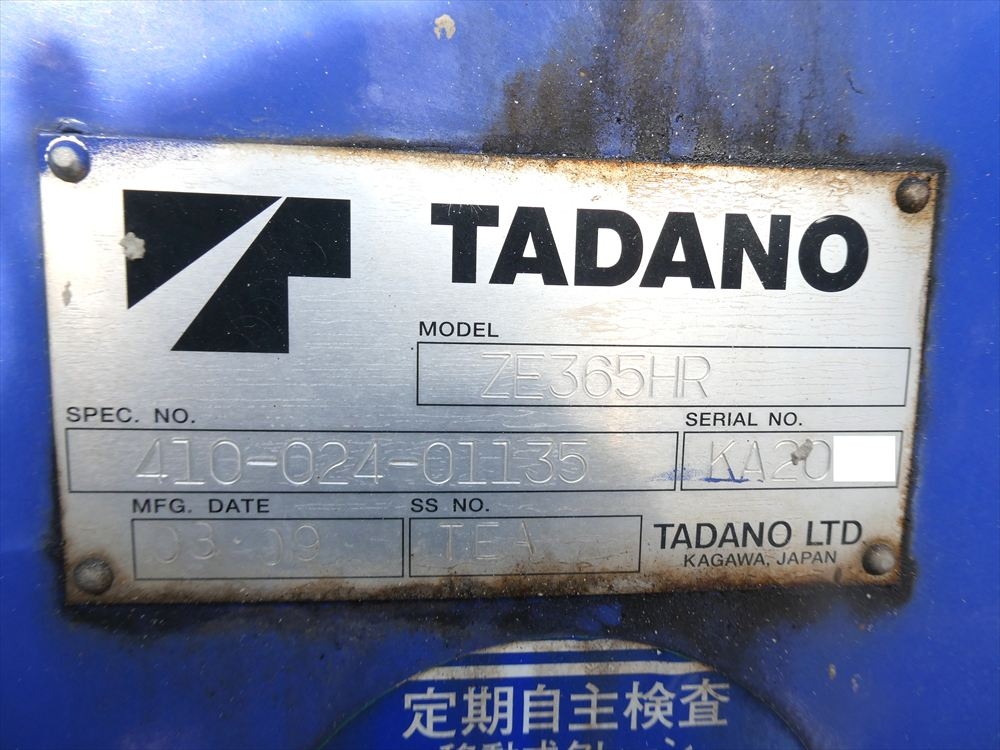 TADANO
MODEL
ZE365HR
SPEC. NO.
SERIAL NO.
410-024-01135
KA20
MFG. DATE
SS NO.
03 09
TEA
TADANO LTD
KAGAWA, JAPAN
定期自主検査